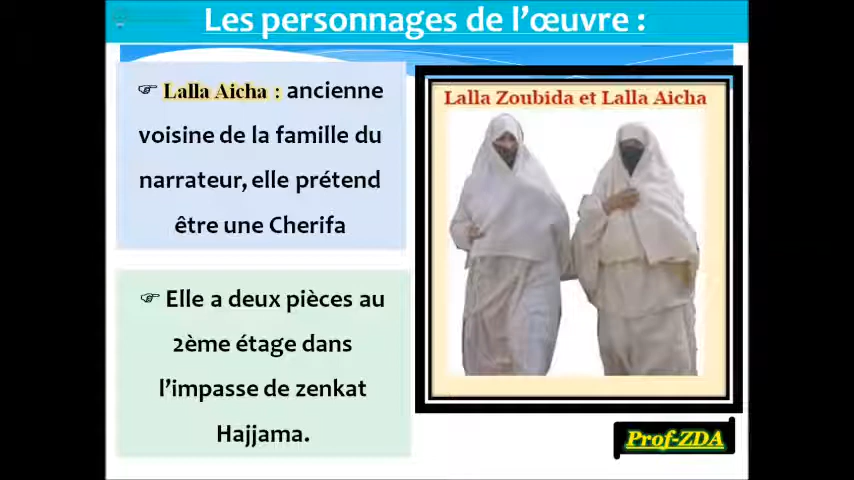 Les personnages de l’œuvre :
☞ Lalla Aicha : ancienne
voisine de la famille du
narrateur, elle prétend
être une Cherifa
☞ Elle a deux pièces au
2ème étage dans
l’impasse de zenkat
Hajjama.
Lalla Zoubida et Lalla Aicha
Prof-ZDA